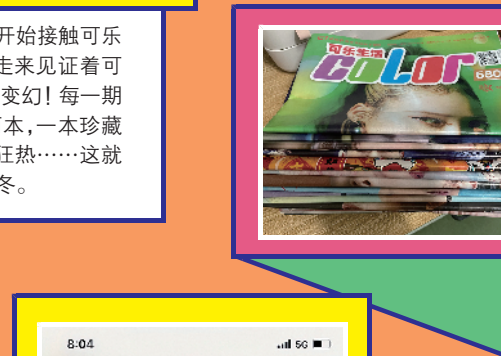 开始接触可乐
走来见证着可
变幻！每一期
本，一本珍藏
狂热……这就
冬。
可乐生活
COLOR
680
8:04
5G